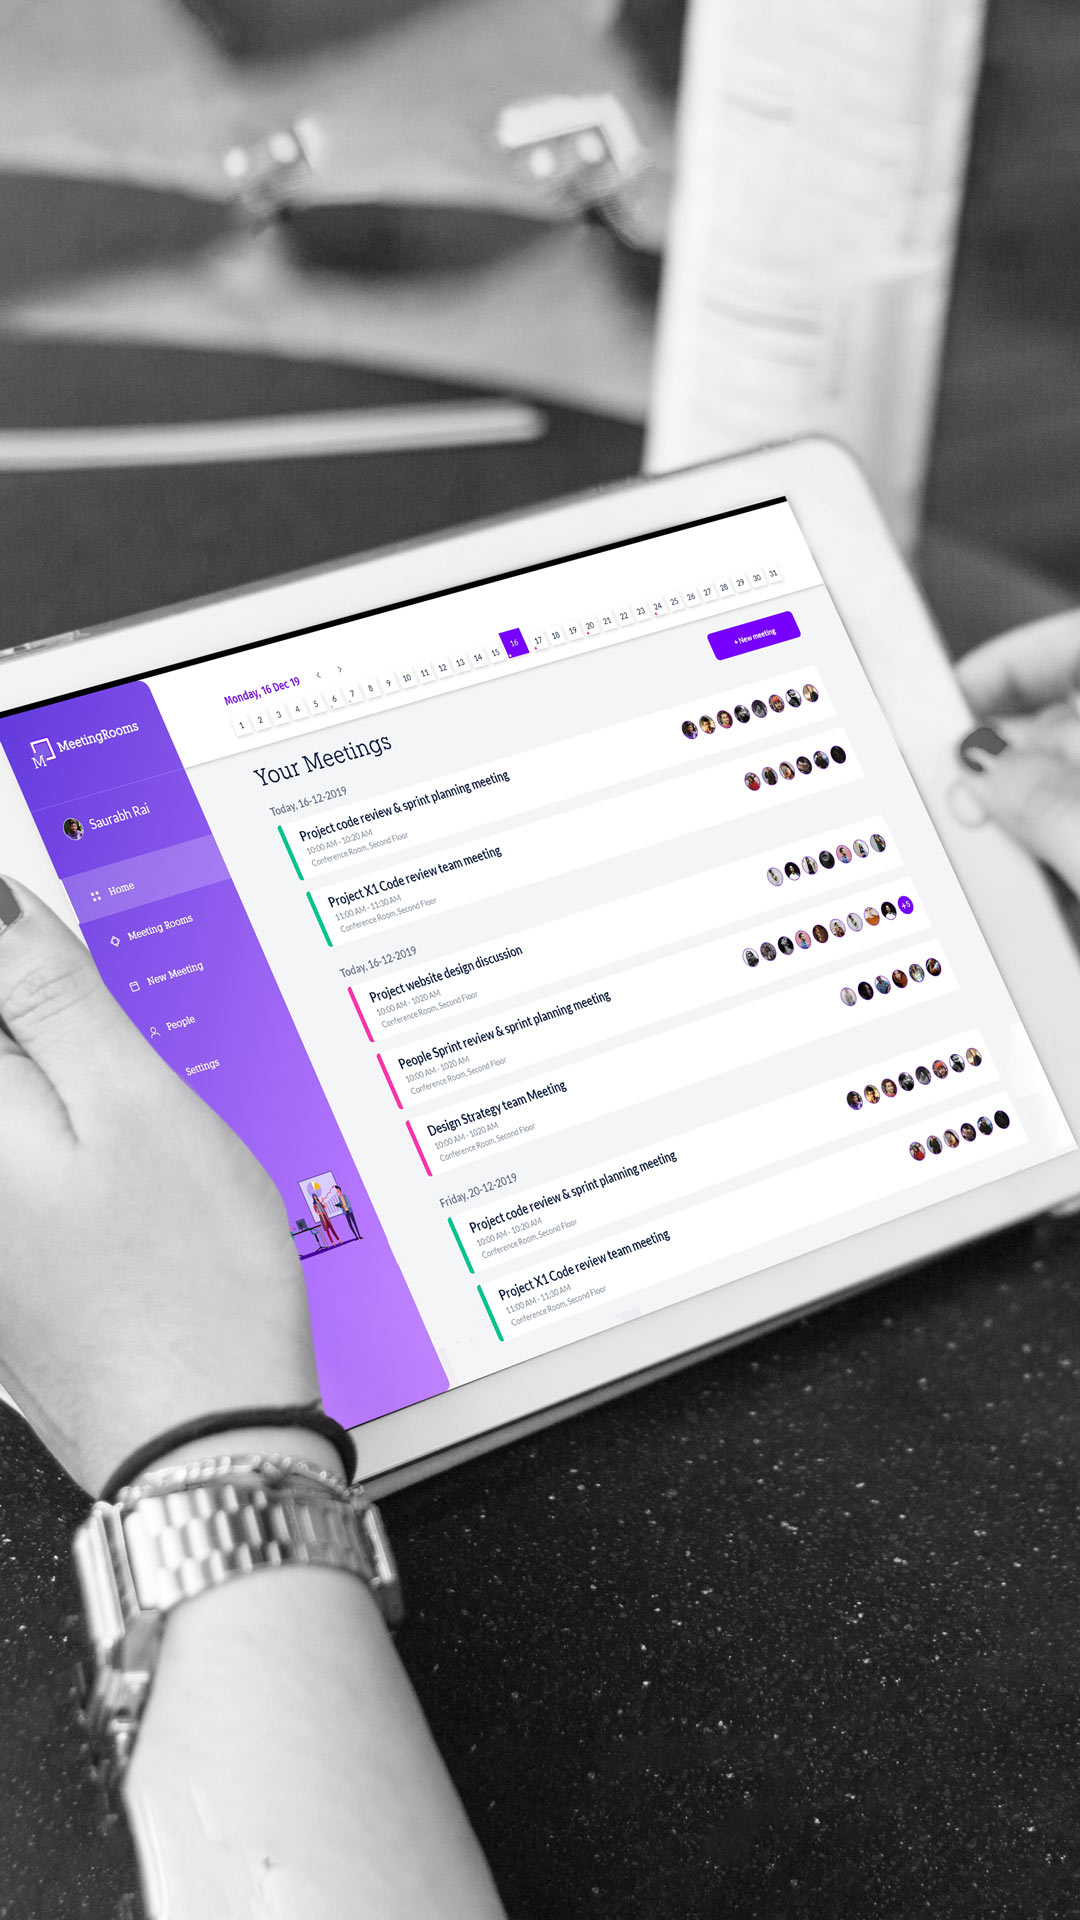 Monday, 16 Dec 19
1 2 3 4 5 6 7 8 9 10 11 12 13 14 15 16 17 18 19 20 21 22 23 24 25 26 27 28 29 30 31
MeetingRooms
Saurabh Rai
Home
Meeting Rooms
New Meeting
People
Settings
+ New meeting
Your Meetings
Today, 16-12-2019
Project code review & sprint planning meeting
10:00 AM - 10:20 AM
Conference Room, Second Floor
Project X1 Code review team meeting
11:00 AM - 11:30 AM
Conference Room, Second Floor
Today, 16-12-2019
Project website design discussion
10:00 AM - 1020 AM
Conference Room, Second Floor
People Sprint review & sprint planning meeting
10:00 AM - 1020 AM
Conference Room, Second Floor
+5
Design Strategy team Meeting
10:00 AM - 1020 AM
Conference Room, Second Floor
Friday, 20-12-2019
Project code review & sprint planning meeting
10:00 AM - 10:20 AM
Conference Room, Second Floor
Project X1 Code review team meeting
11:00 AM - 11:30 AM
Conference Room, Second Floor